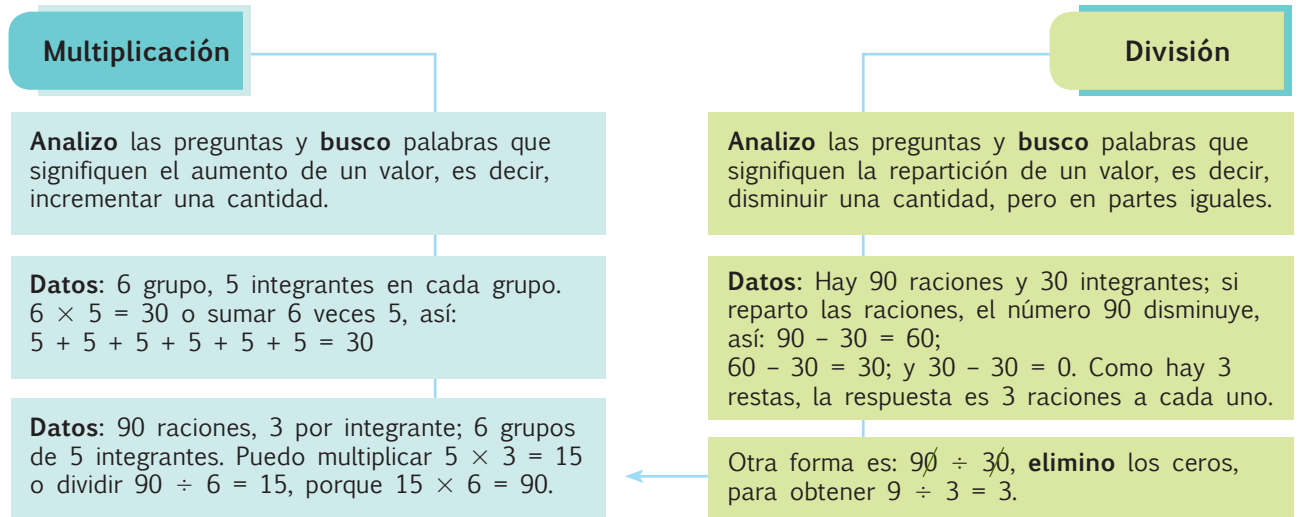 Multiplicación
Analizo las preguntas y busco palabras que
signifiquen el aumento de un valor, es decir,
incrementar una cantidad.
Datos: 6 grupo, 5 integrantes en cada grupo.
6 × 5 = 30 o sumar 6 veces 5, así:
5 + 5 + 5 + 5 + 5 + 5 = 30
Datos: 90 raciones, 3 por integrante; 6 grupos
de 5 integrantes. Puedo multiplicar 5 × 3 = 15
o dividir 90 ÷ 6 = 15, porque 15 × 6 = 90.
División
Analizo las preguntas y busco palabras que
signifiquen la repartición de un valor, es decir,
disminuir una cantidad, pero en partes iguales.
Datos: Hay 90 raciones y 30 integrantes; si
reparto las raciones, el número 90 disminuye,
así: 90 – 30 = 60;
60 – 30 = 30; y 30 – 30 = 0. Como hay 3
restas, la respuesta es 3 raciones a cada uno.
Otra forma es: 90 ÷ 30, elimino los ceros,
para obtener 9 ÷ 3 = 3.